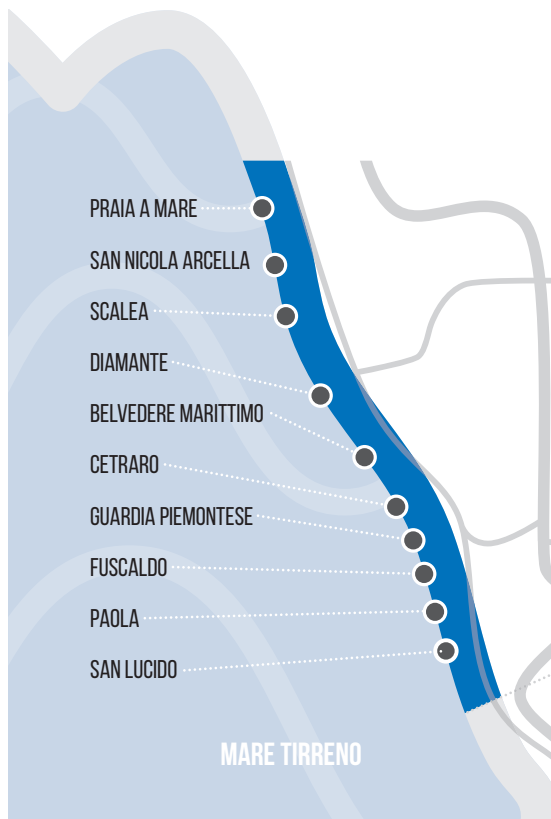 PRAIA A MARE
SAN NICOLA ARCELLA
SCALEA
DIAMANTE
BELVEDERE MARITTIMO
CETRARO
GUARDIA PIEMONTESE
FUSCALDO
PAOLA
SAN LUCIDO
MARE TIRRENO